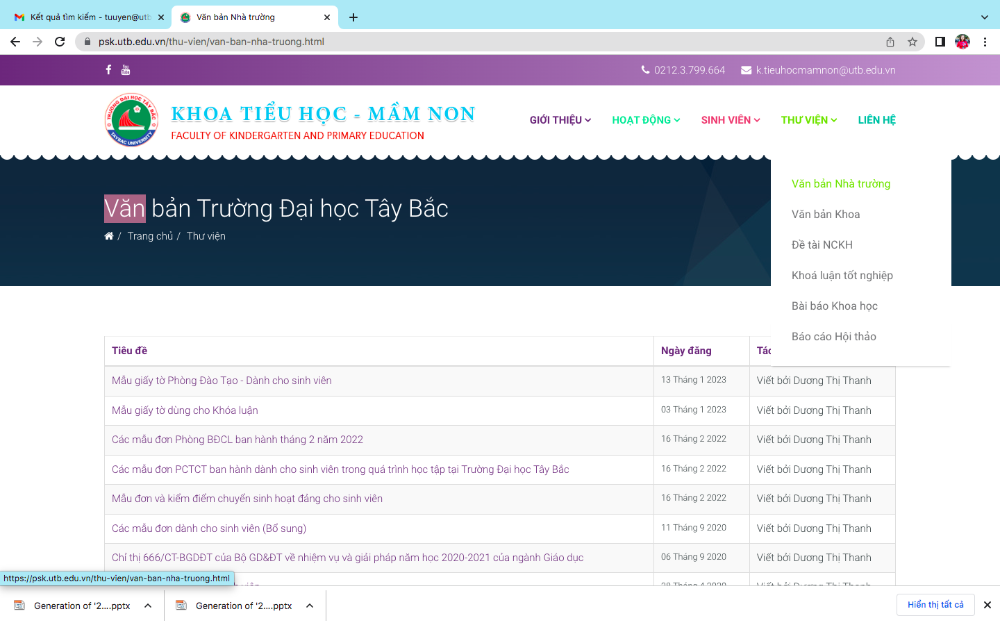 Kết quả tìm kiếm - tuuyen@utb
Văn bản Nhà trường
psk.utb.edu.vn/thu-vien/van-ban-nha-truong.html
0212.3.799.664 k.tieuhocmamnon@utb.edu.vn
TRƯỜNG ĐẠI HỌC TÂY BẮC
TAYBAC UNIVERSITY
KHOA TIỂU HỌC - MẦM NON
FACULTY OF KINDERGARTEN AND PRIMARY EDUCATION
GIỚI THIỆU HOẠT ĐỘNG SINH VIÊN THƯ VIỆN LIÊN HỆ
Văn bản Nhà trường
Văn bản Khoa
Đề tài NCKH
Khoá luận tốt nghiệp
Bài báo Khoa học
Báo cáo Hội thảo
Văn bản Trường Đại học Tây Bắc
/ Trang chủ / Thư viện
Tiêu đề Ngày đăng
Mẫu giấy tờ Phòng Đào Tạo - Dành cho sinh viên 13 Tháng 1 2023 Viết bởi Dương Thị Thanh
Mẫu giấy tờ dùng cho Khóa luận 03 Tháng 1 2023 Viết bởi Dương Thị Thanh
Các mẫu đơn Phòng BĐCL ban hành tháng 2 năm 2022 16 Tháng 2 2022 Viết bởi Dương Thị Thanh
Các mẫu đơn PCTCT ban hành dành cho sinh viên trong quá trình học tập tại Trường Đại học Tây Bắc 16 Tháng 2 2022 Viết bởi Dương Thị Thanh
Mẫu đơn và kiểm điểm chuyển sinh hoạt đảng cho sinh viên 16 Tháng 2 2022 Viết bởi Dương Thị Thanh
Các mẫu đơn dành cho sinh viên (Bổ sung) 11 Tháng 9 2020 Viết bởi Dương Thị Thanh
Chỉ thị 666/CT-BGDĐT của Bộ GD&ĐT về nhiệm vụ và giải pháp năm học 2020-2021 của ngành Giáo dục 06 Tháng 9 2020 Viết bởi Dương Thị Thanh
28 Tháng 4 2020 Viết bởi Dương Thị Thanh
https://psk.utb.edu.vn/thu-vien/van-ban-nha-truong.html
Generation of '2....pptx Generation of '2....pptx Hiển thị tất cả